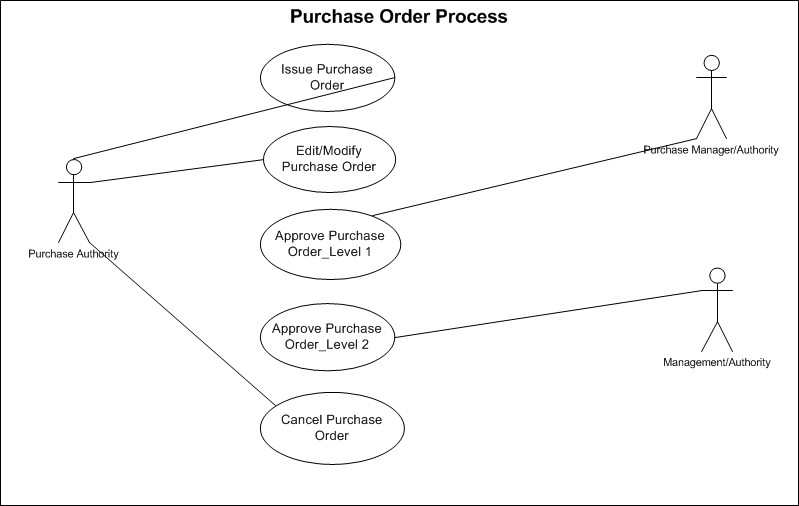 Purchase Order Process
Issue Purchase
Order
Edit/Modify
Purchase Order
Purchase Manager/Authority
Purchase Authority
Approve Purchase
Order_Level 1
Approve Purchase
Order_Level 2
Management/Authority
Cancel Purchase
Order